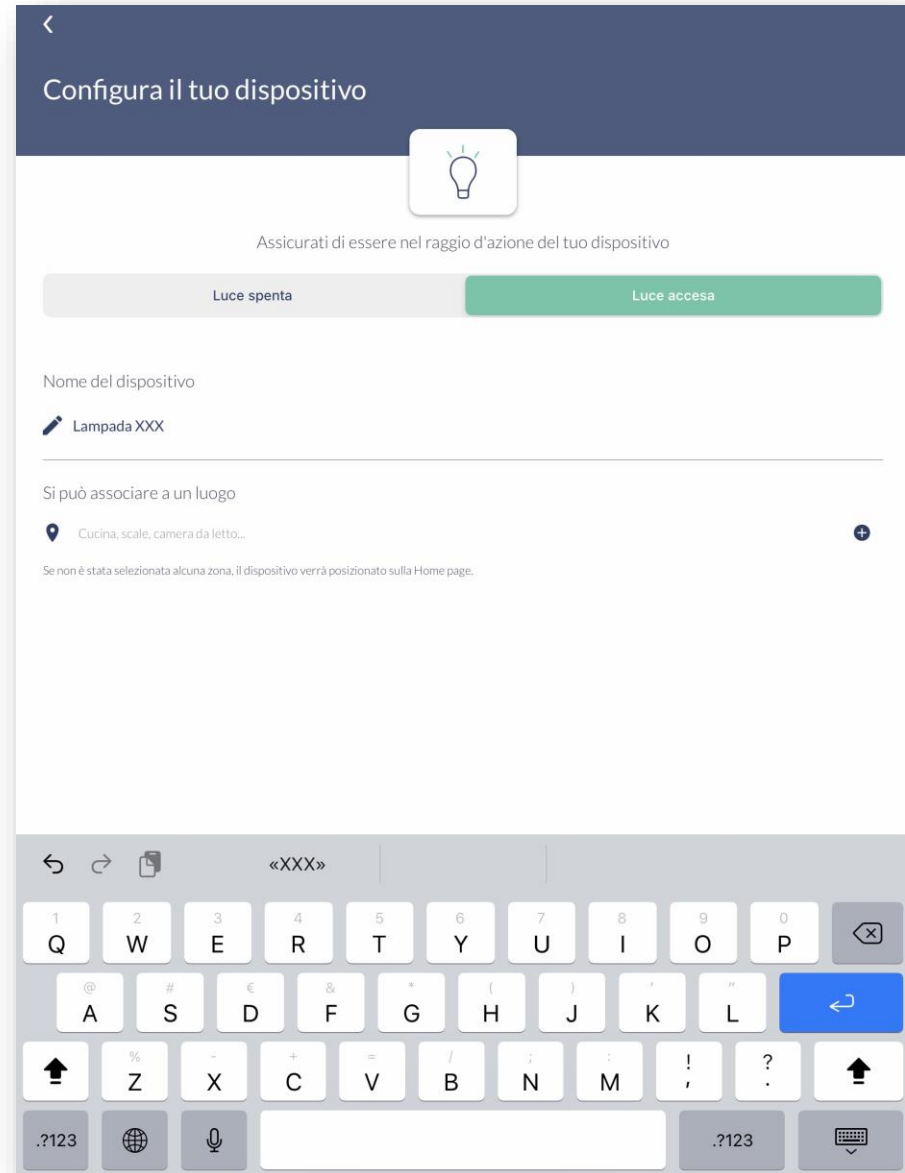 Configura il tuo dispositivo
Assicurati di essere nel raggio d'azione del tuo dispositivo
Luce spenta Luce accesa
Nome del dispositivo
Lampada XXX
Si può associare a un luogo
Cucina, scale, camera da letto...
Se non è stata selezionata alcuna zona, il dispositivo verrà posizionato sulla Home page.
«XXX»
1 2 3 4 5 6 7 8 9 0
Q W E R T Y U I O P
@ # € & * ( ) ' "
A S D F G H J K L
% - + = / ; : ! ?
Z X C V B N M , .
.?123 .?123